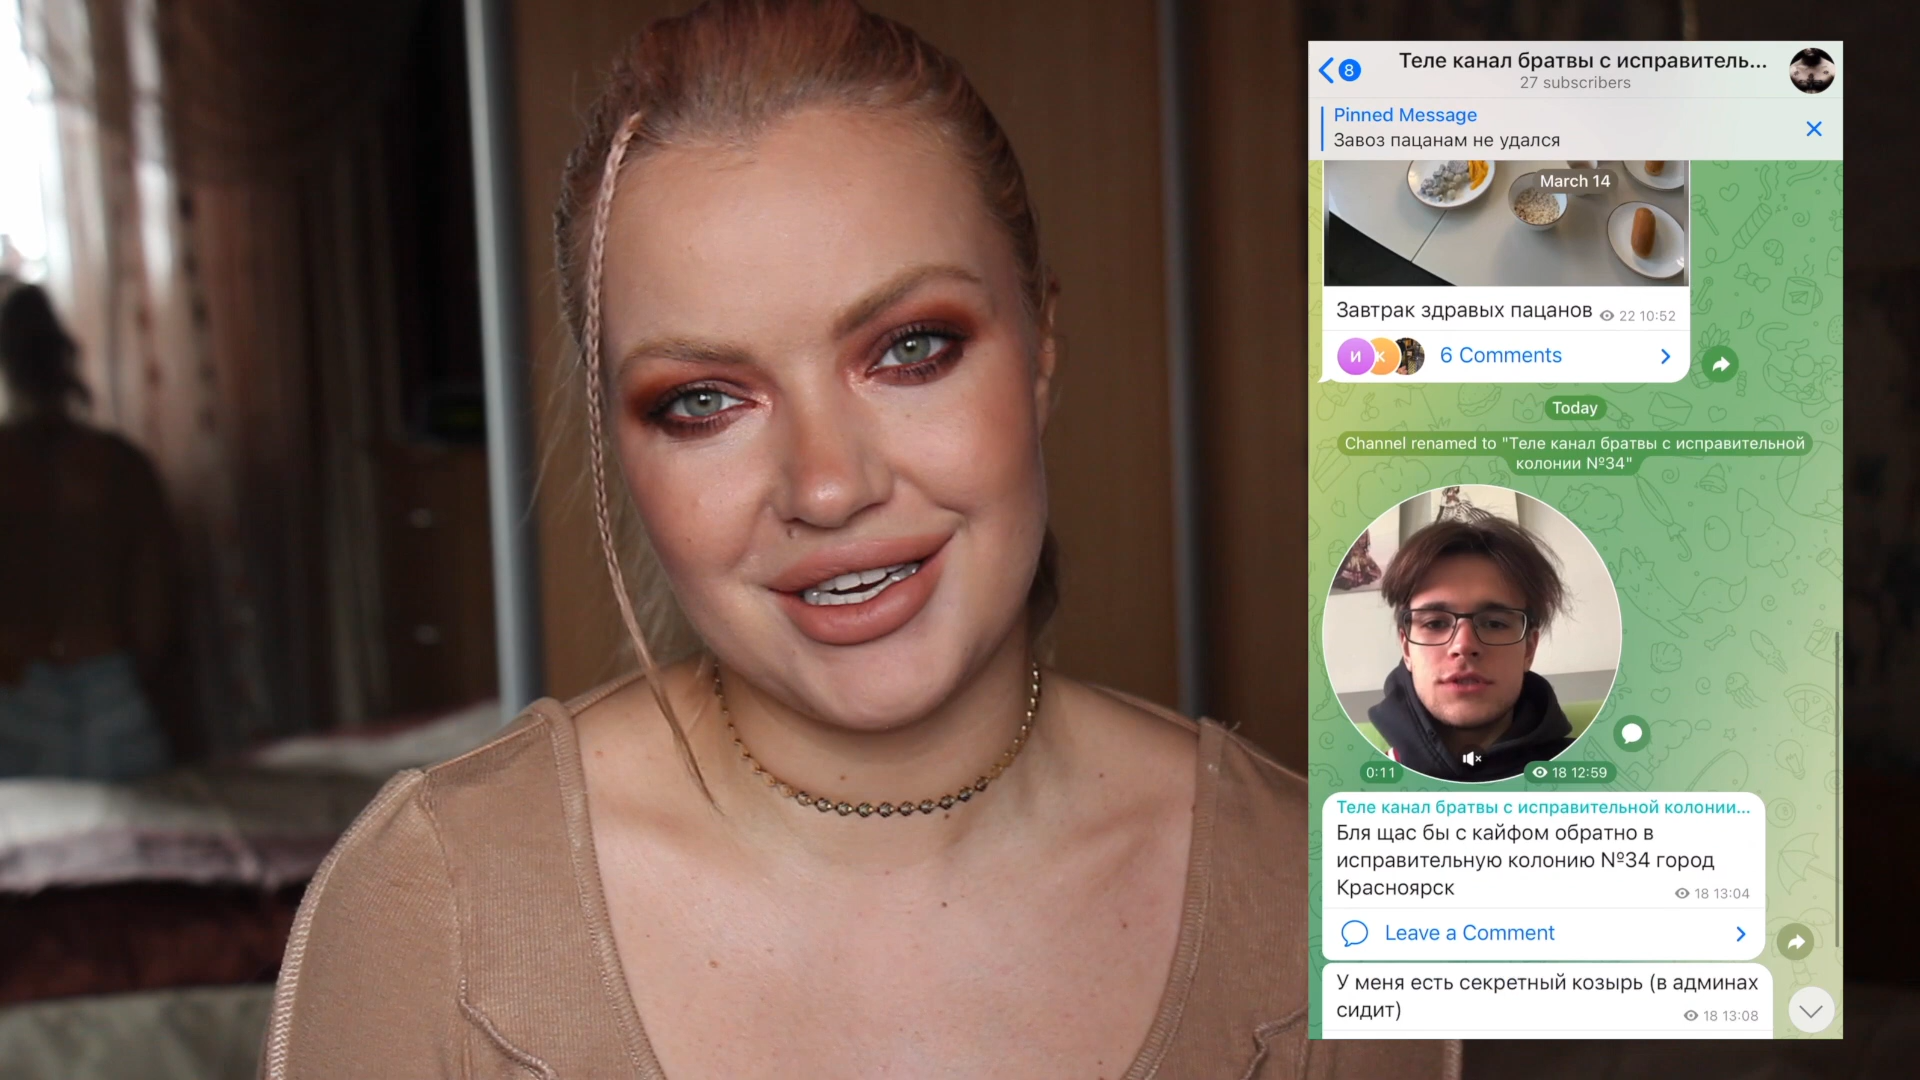 8
Теле канал братвы с исправитель...
27 subscribers
Pinned Message
Завоз пацанам не удался
March 14
Завтрак здравых пацанов 22 10:52
И К 6 Comments
Today
Channel renamed to "Теле канал братвы с исправительной
колонии №34"
0:11 18 12:59
Теле канал братвы с исправительной колонии...
Бля щас бы с кайфом обратно в
исправительную колонию №34 город
Красноярск 18 13:04
Leave a Comment
У меня есть секретный козырь (в админах
сидит) 18 13:08